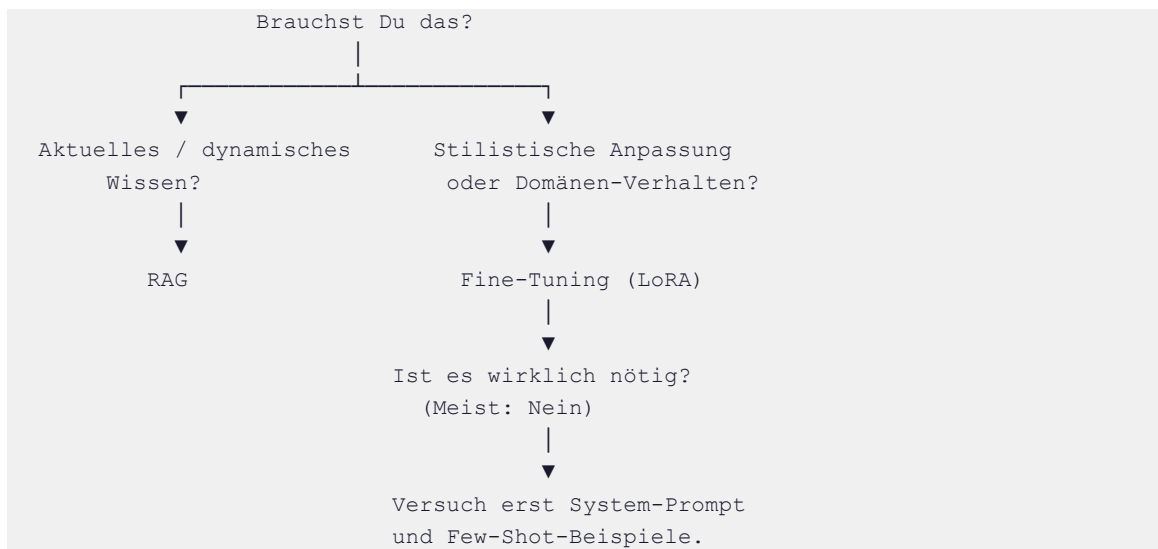 Brauchst Du das?
Aktuelles / dynamisches Stilistische Anpassung
Wissen? oder Domänen-Verhalten?
RAG Fine-Tuning (LoRA)
Ist es wirklich nötig?
(Meist: Nein)
Versuch erst System-Prompt
und Few-Shot-Beispiele.